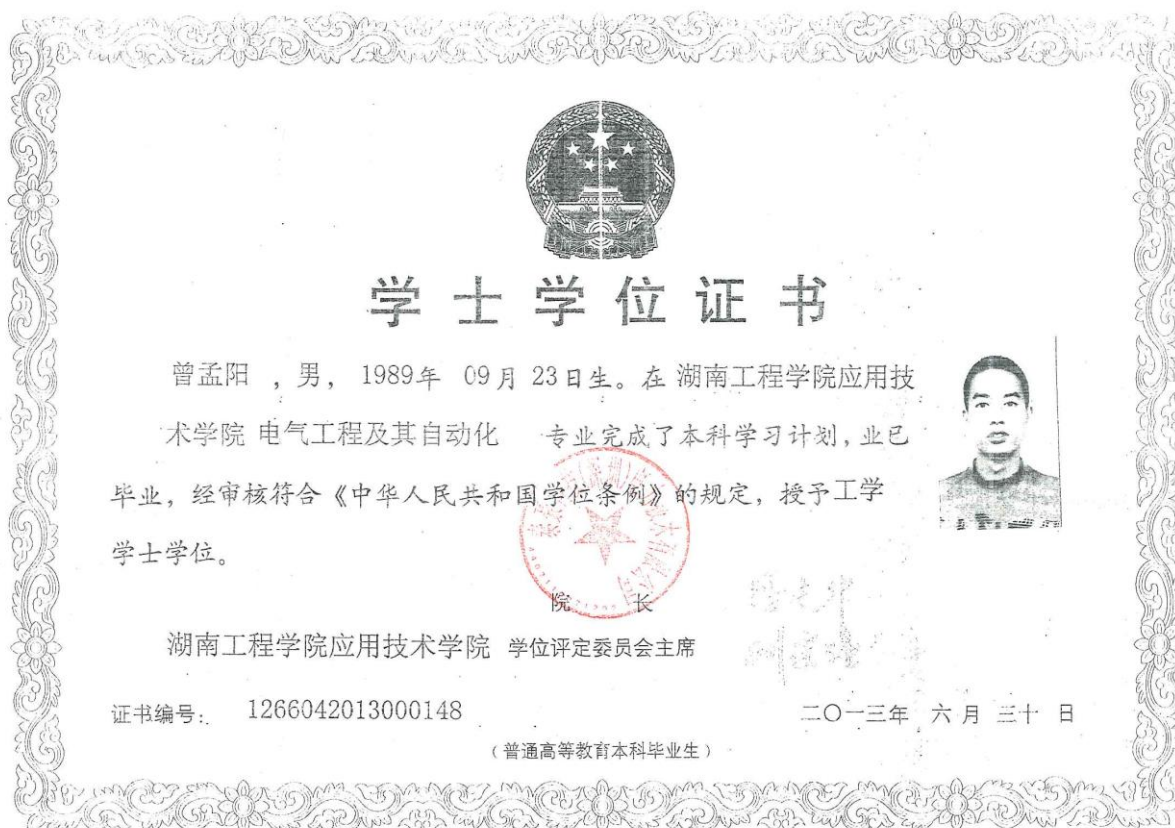 学士学位证书
曾孟阳 ,男, 1989年 09月 23日生。在 湖南工程学院应用技
术学院 电气工程及其自动化 专业完成了本科学习计划,业已
毕业,经审核符合《中华人民共和国学位条例》的规定,授予工学
学士学位。
院 长
湖南工程学院应用技术学院 学位评定委员会主席
证书编号: 1266042013000148 二〇一三年 六月 三十 日
(普通高等教育本科毕业生)